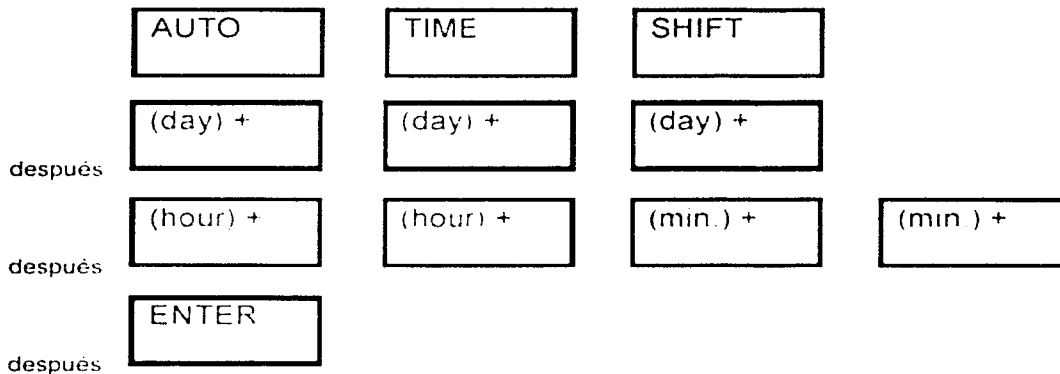 AUTO TIME SHIFT
(day) + (day) + (day) +
después
(hour) + (hour) + (min.) + (min.) +
después
ENTER
después